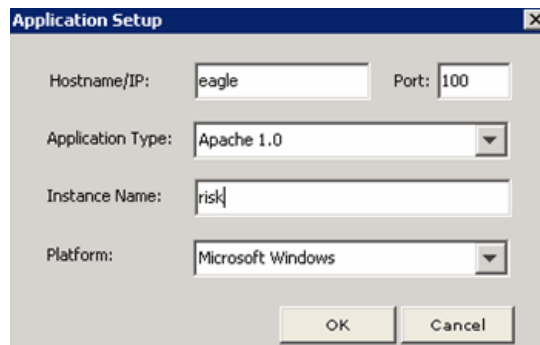 Application Setup
Hostname/IP: eagle Port: 100
Application Type: Apache 1.0
Instance Name: risk
Platform: Microsoft Windows
OK Cancel